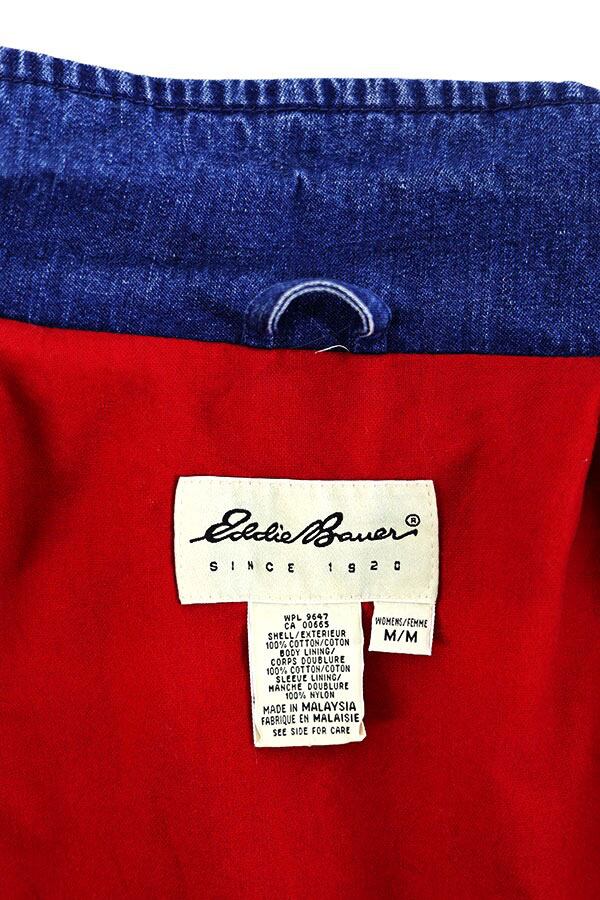 Eddie Bauer®
SINCE 1920
WPL 9647
CA 00665
SHELL/EXTERIEUR
100% COTTON/COTON
BODY LINING/
CORPS DOUBLURE
100% COTTON/COTON
SLEEVE LINING/
MANCHE DOUBLURE
100% NYLON
MADE IN MALAYSIA
FABRIQUE EN MALAISIE
SEE SIDE FOR CARE
WOMENS/FEMME
M/M